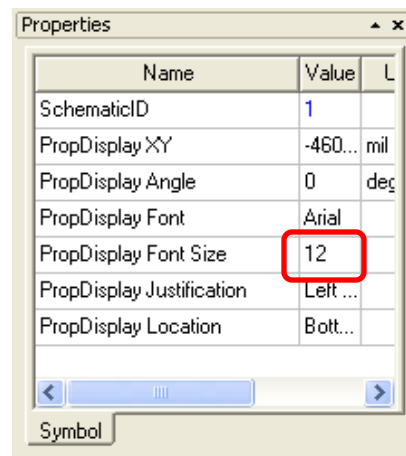 Properties
Name Value L
SchematicID 1
PropDisplay XY -460... mil
PropDisplay Angle 0 deg
PropDisplay Font Arial
PropDisplay Font Size 12
PropDisplay Justification Left ...
PropDisplay Location Bott...
Symbol